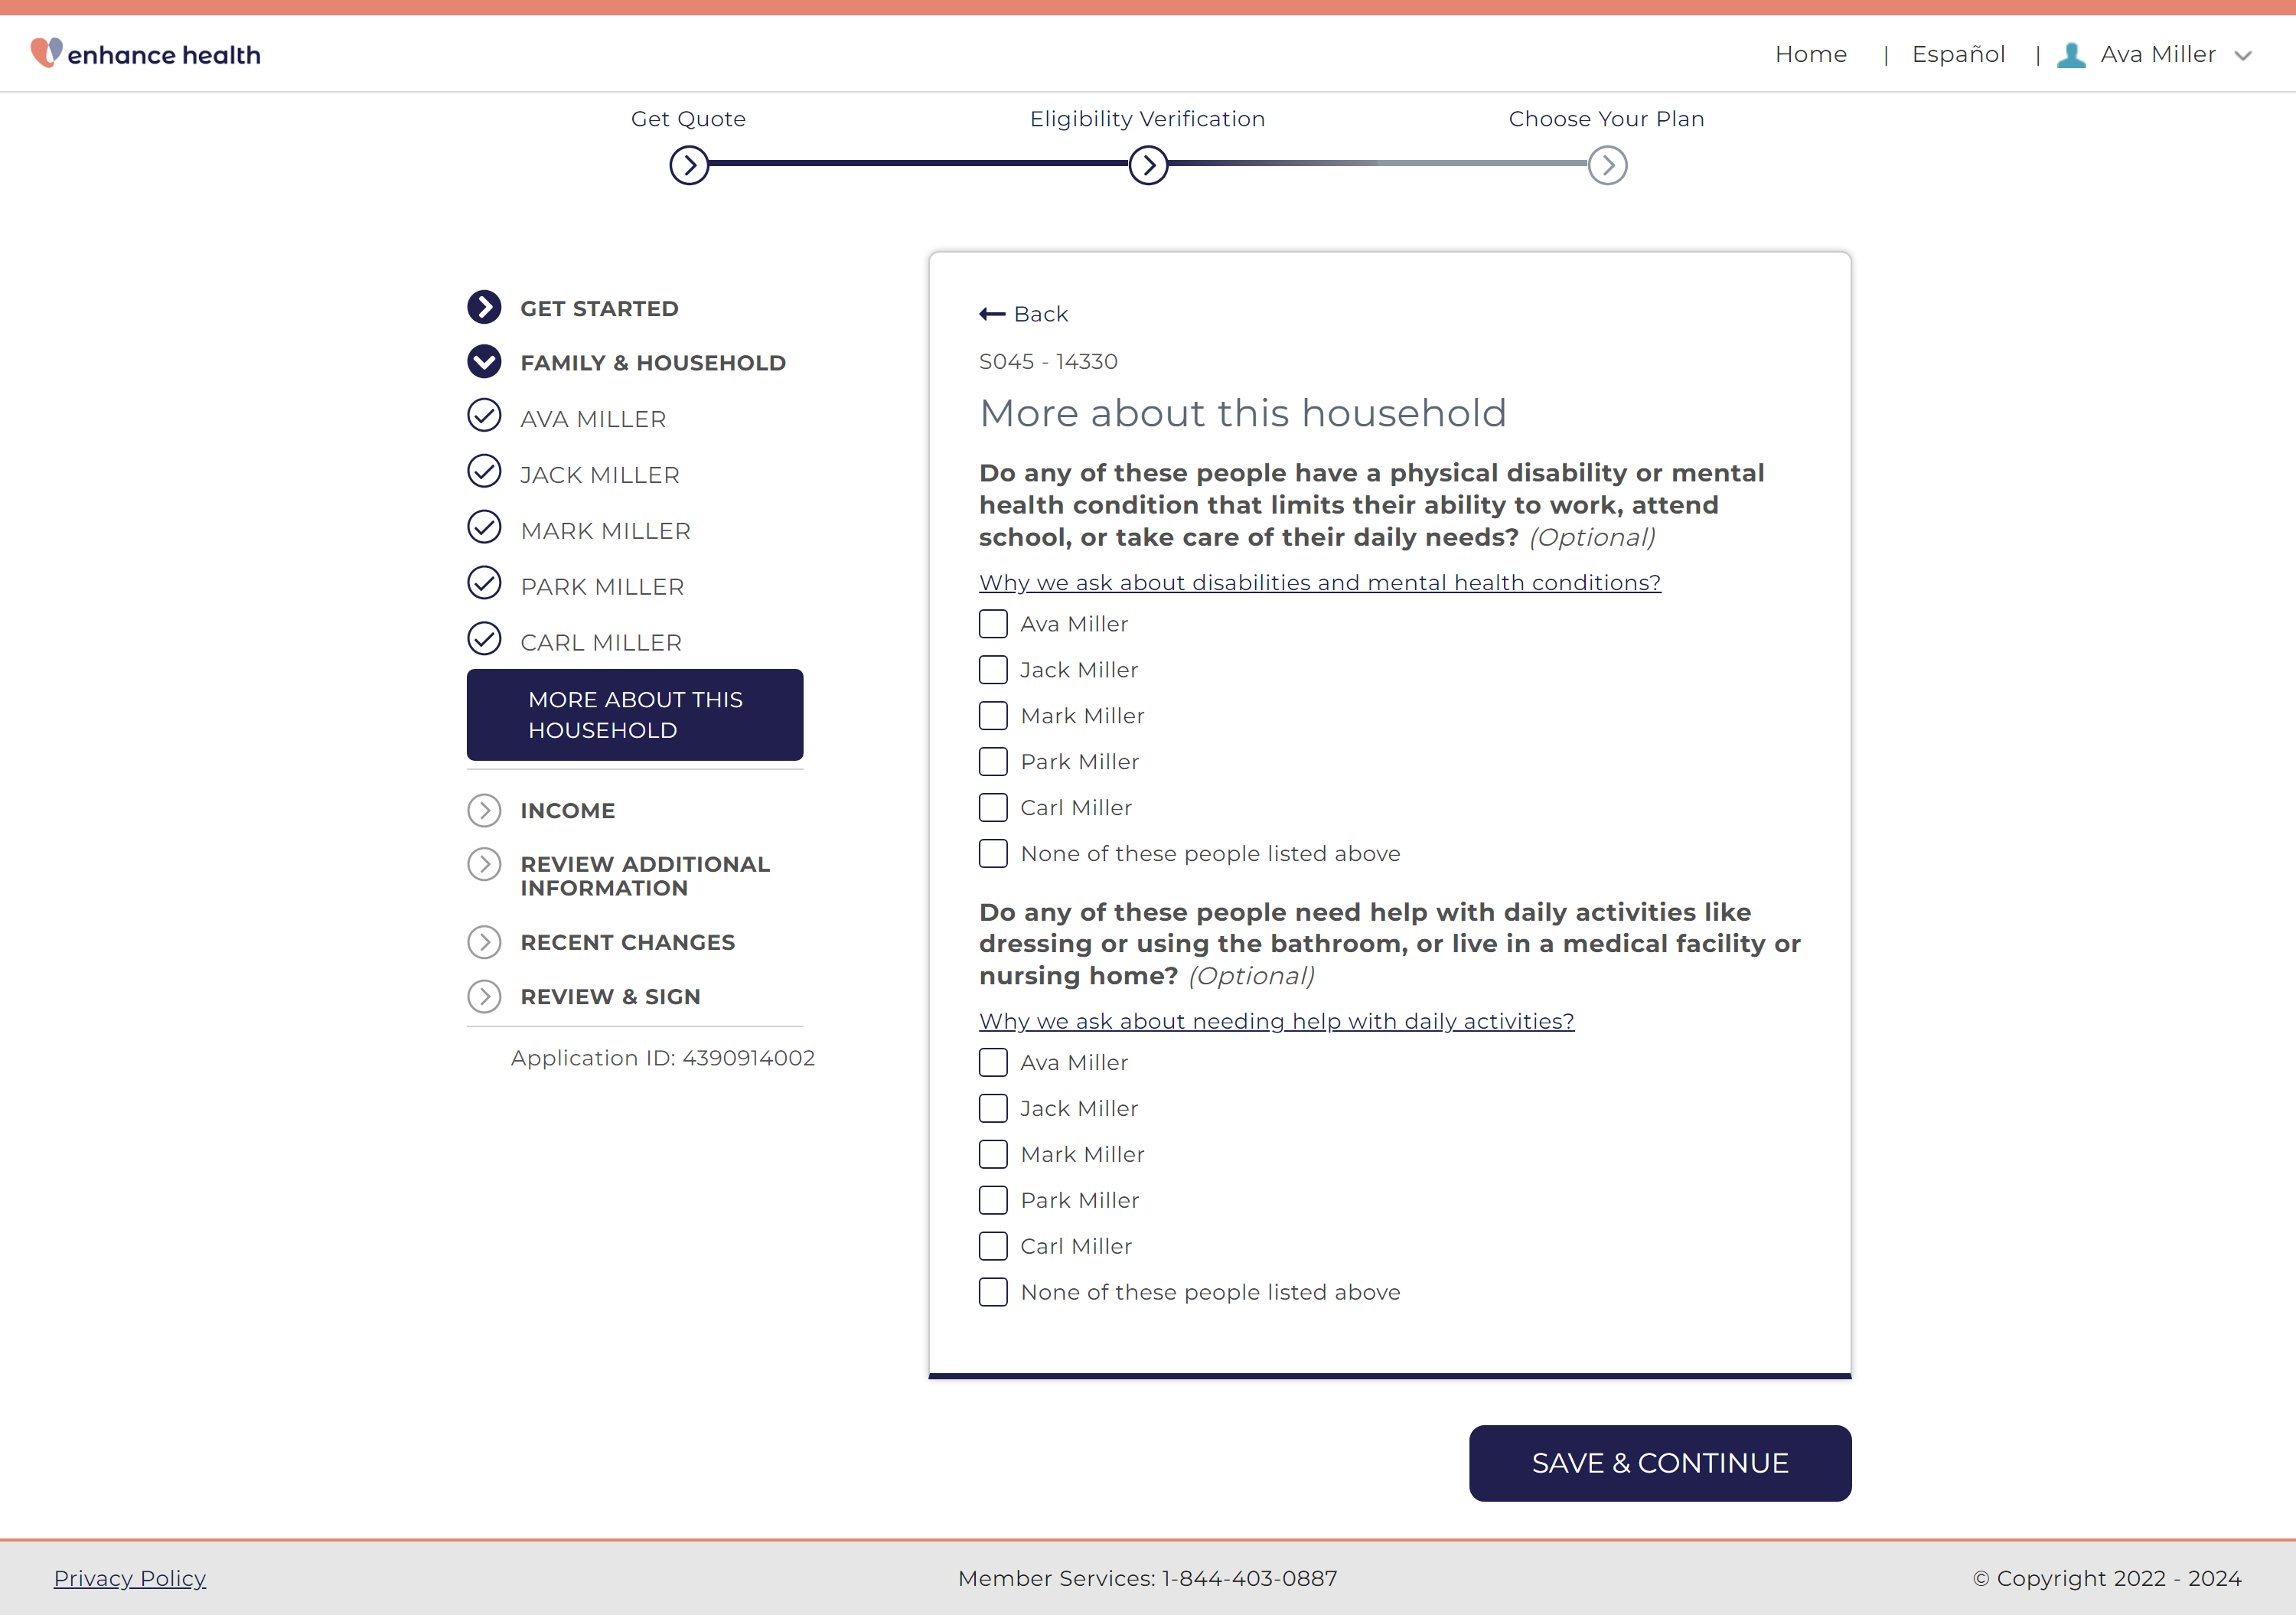 enhance health
Home | Español | Ava Miller
Get Quote
Eligibility Verification
Choose Your Plan
GET STARTED
FAMILY & HOUSEHOLD
AVA MILLER
JACK MILLER
MARK MILLER
PARK MILLER
CARL MILLER
MORE ABOUT THIS
HOUSEHOLD
INCOME
REVIEW ADDITIONAL
INFORMATION
RECENT CHANGES
REVIEW & SIGN
Application ID: 4390914002
Back
S045 - 14330
More about this household
Do any of these people have a physical disability or mental
health condition that limits their ability to work, attend
school, or take care of their daily needs? (Optional)
Why we ask about disabilities and mental health conditions?
Ava Miller
Jack Miller
Mark Miller
Park Miller
Carl Miller
None of these people listed above
Do any of these people need help with daily activities like
dressing or using the bathroom, or live in a medical facility or
nursing home? (Optional)
Why we ask about needing help with daily activities?
Ava Miller
Jack Miller
Mark Miller
Park Miller
Carl Miller
None of these people listed above
SAVE & CONTINUE
Privacy Policy
Member Services: 1-844-403-0887
© Copyright 2022 - 2024